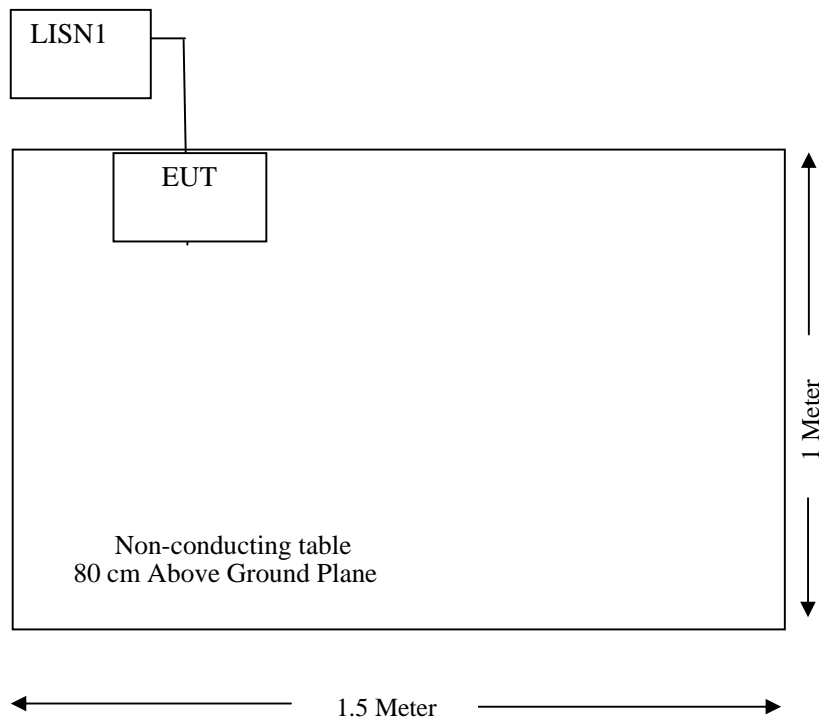 LISN1
EUT
1 Meter
Non-conducting table
80 cm Above Ground Plane
1.5 Meter